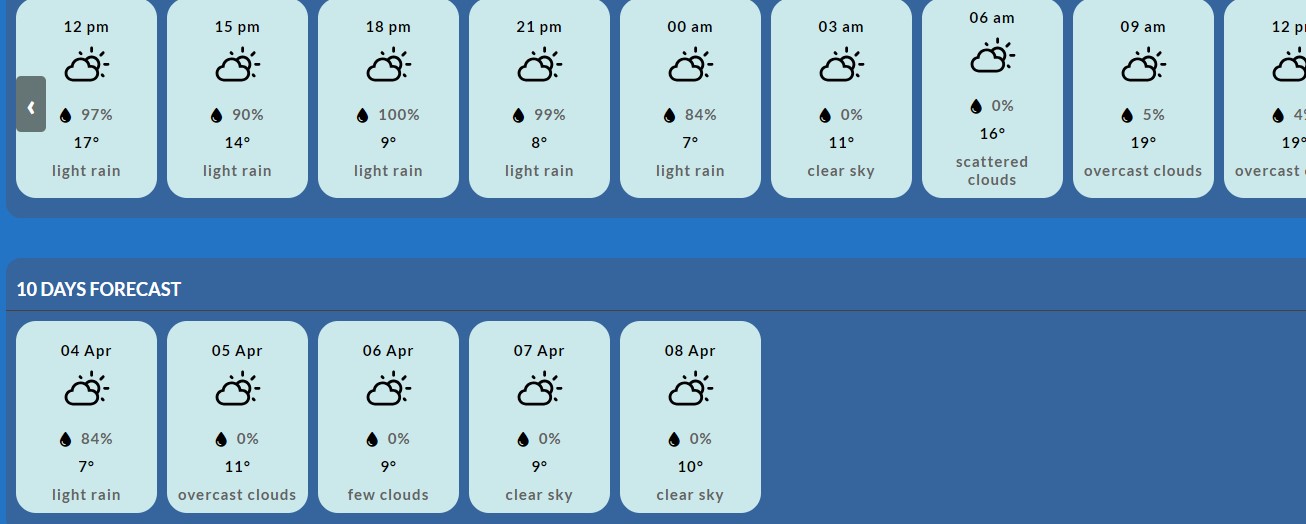 12 pm 15 pm 18 pm 21 pm 00 am 03 am 06 am 09 am 12
97% 90% 100% 99% 84% 0% 0% 5%
17° 14° 9° 8° 7° 11° 16° 19° 19°
light rain light rain light rain light rain light rain clear sky scattered clouds overcast clouds overcast
10 DAYS FORECAST
04 Apr 05 Apr 06 Apr 07 Apr 08 Apr
84% 0% 0% 0% 0%
7° 11° 9° 9° 10°
light rain overcast clouds few clouds clear sky clear sky